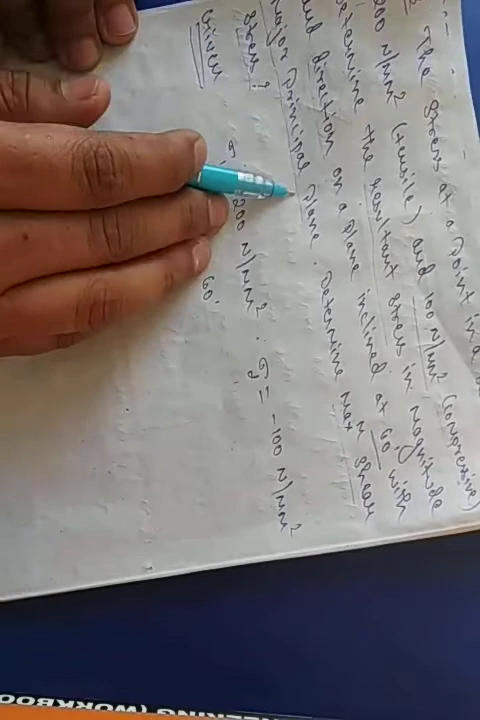 The stress at a point in a
200 N/mm² (tensile) and 100 N/mm² (compressive)
Determine the resultant stress in magnitude
and direction on a plane inclined at 60 with
major principal plane. Determine max n shear
stress?
Given
200 N/mm². = -100 N/mm²
60°
NEERING (WORKBOO